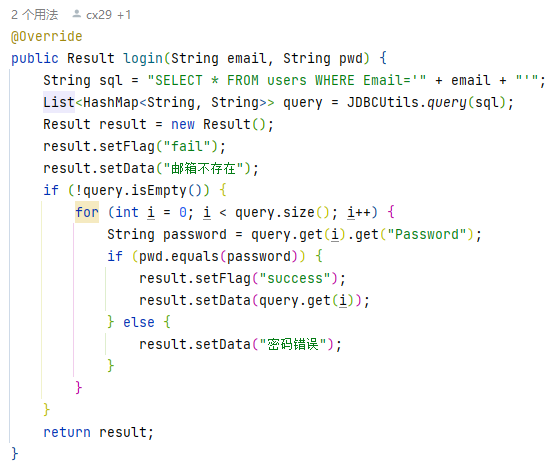 2 个用法 cx29 +1
@Override
public Result login(String email, String pwd) {
    String sql = "SELECT * FROM users WHERE Email='" + email + "'";
    List<HashMap<String, String>> query = JDBCUtils.query(sql);
    Result result = new Result();
    result.setFlag("fail");
    result.setData("邮箱不存在");
    if (!query.isEmpty()) {
        for (int i = 0; i < query.size(); i++) {
            String password = query.get(i).get("Password");
            if (pwd.equals(password)) {
                result.setFlag("success");
                result.setData(query.get(i));
            } else {
                result.setData("密码错误");
            }
        }
    }
    return result;
}